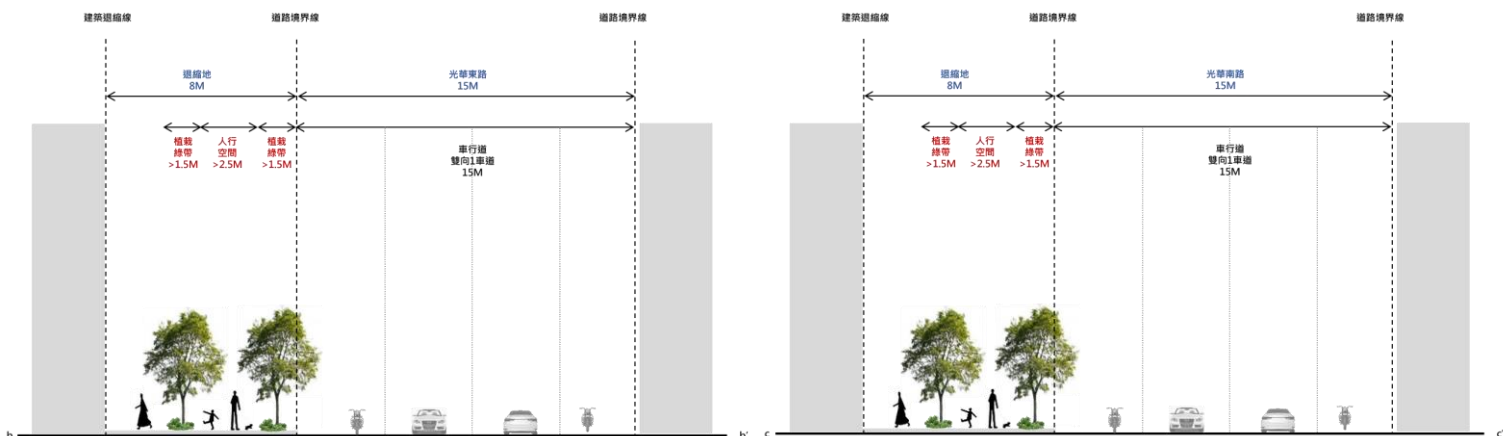 建築退縮線
道路境界線
道路境界線
退縮地
8M
光華東路
15M
植栽
綠帶
>1.5M
人行
空間
>2.5M
植栽
綠帶
>1.5M
車行道
雙向1車道
15M
b
b'
建築退縮線
道路境界線
道路境界線
退縮地
8M
光華南路
15M
植栽
綠帶
>1.5M
人行
空間
>2.5M
植栽
綠帶
>1.5M
車行道
雙向1車道
15M
c
c'